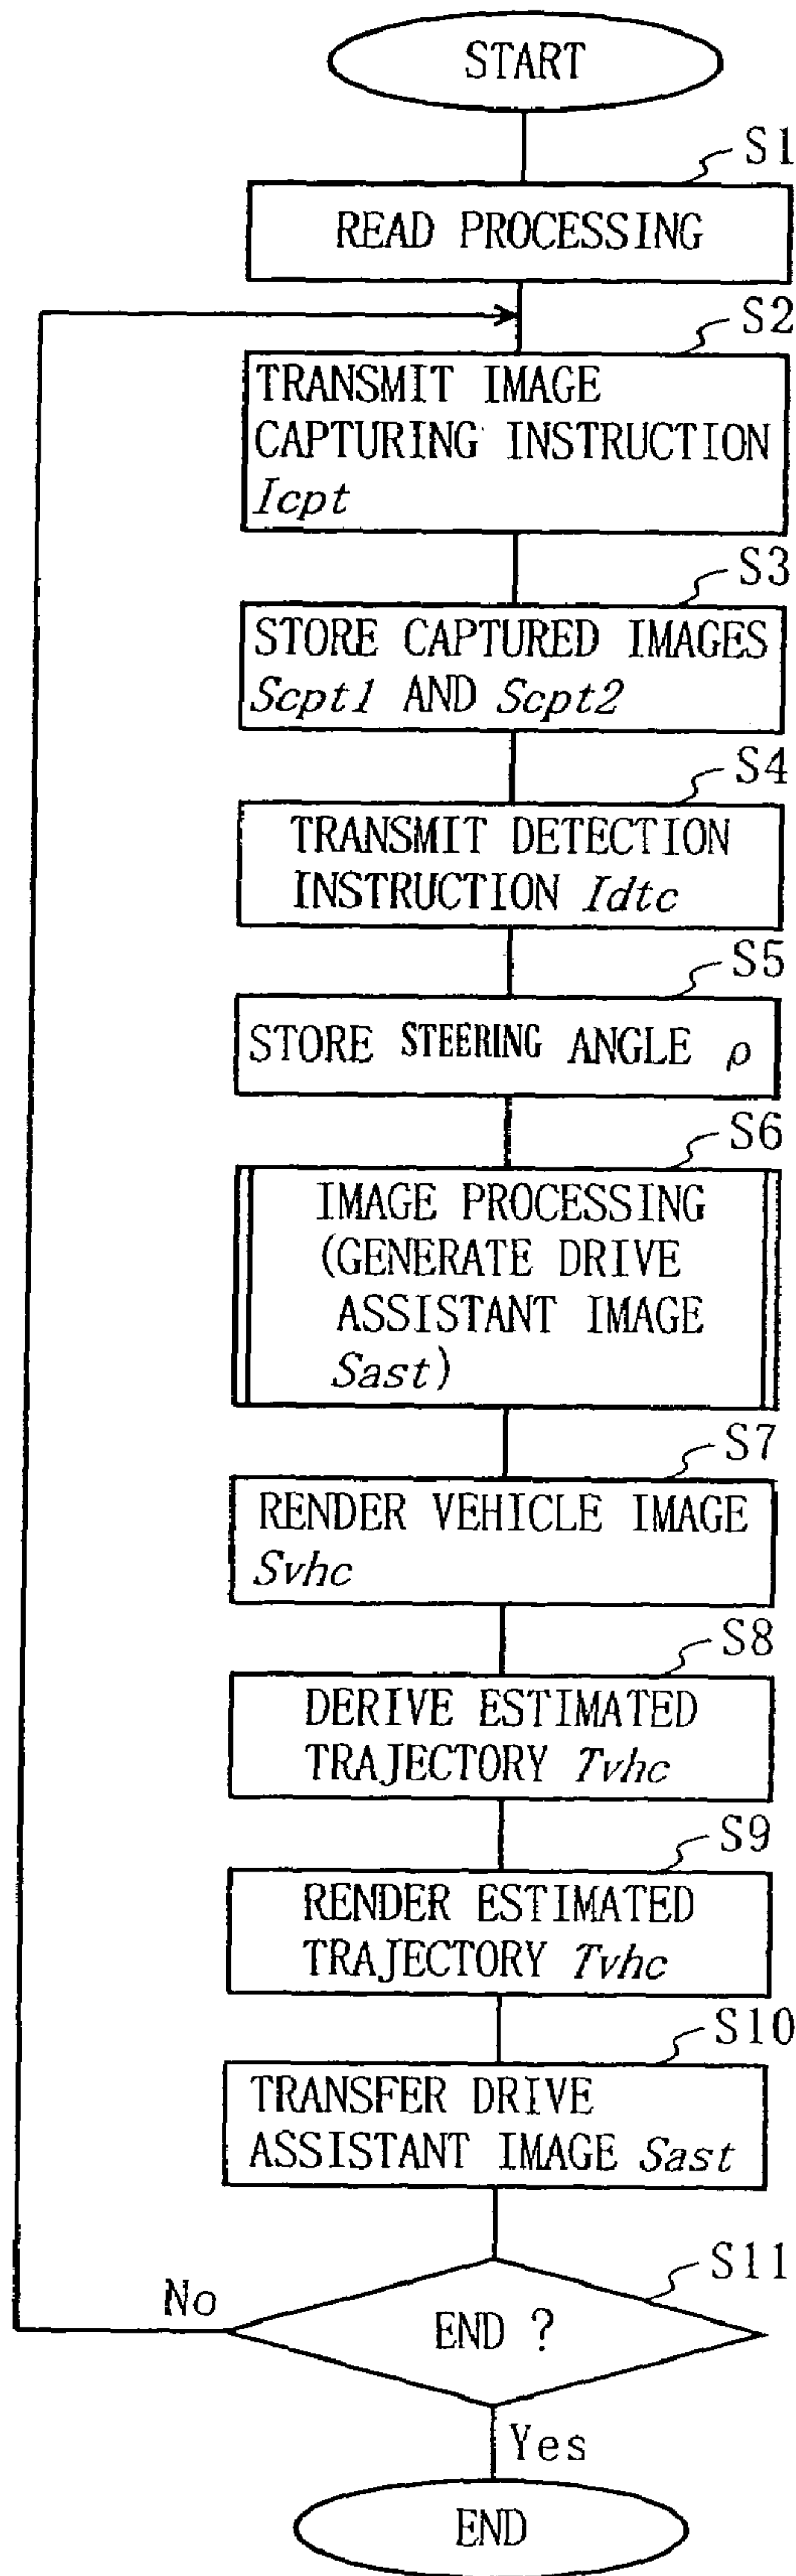 START
S1
READ PROCESSING
S2
TRANSMIT IMAGE
CAPTURING INSTRUCTION
Icpt
S3
STORE CAPTURED IMAGES
Scpt1 AND Scpt2
S4
TRANSMIT DETECTION
INSTRUCTION Idtc
S5
STORE STEERING ANGLE ρ
S6
IMAGE PROCESSING
(GENERATE DRIVE
ASSISTANT IMAGE
Sast)
S7
RENDER VEHICLE IMAGE
Svhc
S8
DERIVE ESTIMATED
TRAJECTORY Tvhc
S9
RENDER ESTIMATED
TRAJECTORY Tvhc
S10
TRANSFER DRIVE
ASSISTANT IMAGE Sast
S11
No
END ?
Yes
END